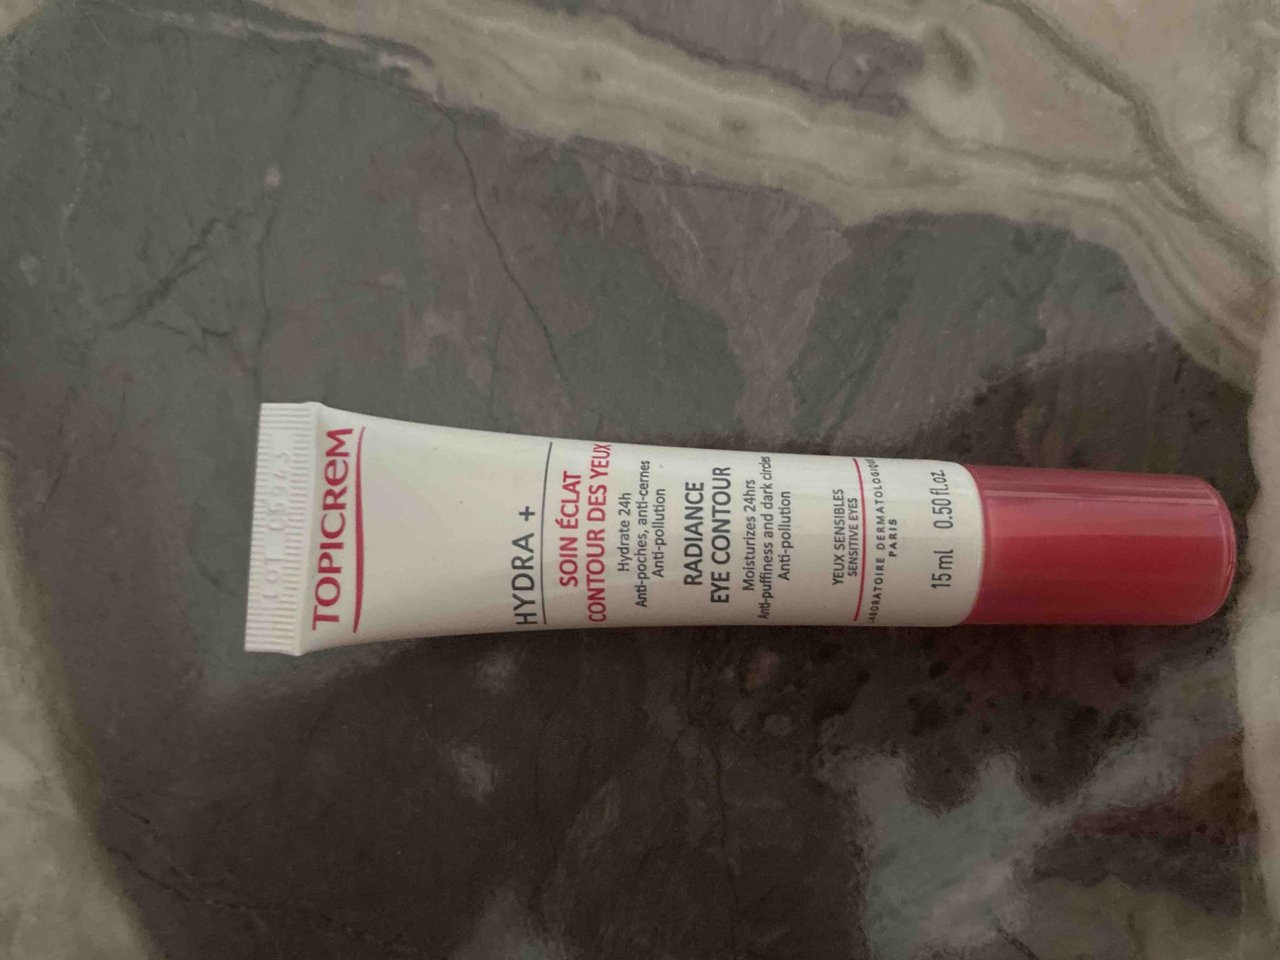 TOPICREM
HYDRA +
SOIN ÉCLAT
CONTOUR DES YEUX
Hydrate 24h
Anti-poches, anti-cernes
Anti-pollution
RADIANCE
EYE CONTOUR
Moisturizes 24hrs
Anti-puffiness and dark circles
Anti-pollution
YEUX SENSIBLES
SENSITIVE EYES
LABORATOIRE DERMATOLOGIQUE
PARIS
15 ml 0.50 fl.oz.